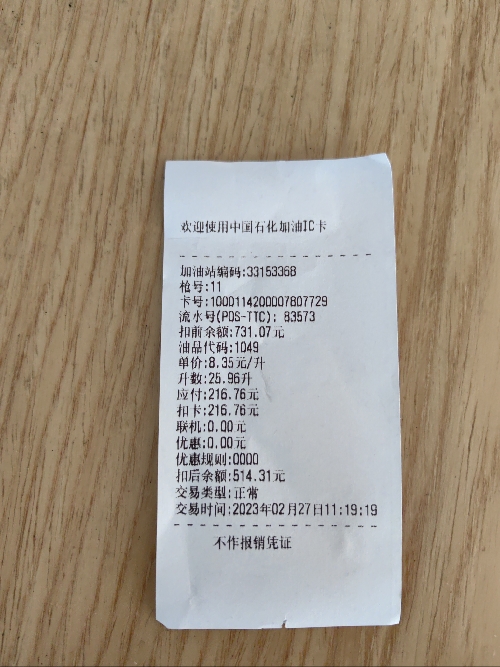 欢迎使用中国石化加油IC卡
加油站编码:33153368
枪号:11
卡号:1000114200007807729
流水号(POS-TTC): 83573
扣前余额:731.07元
油品代码:1049
单价:8.35元/升
升数:25.96升
应付:216.76元
扣卡:216.76元
联机:0.00元
优惠:0.00元
优惠规则:0000
扣后余额:514.31元
交易类型:正常
交易时间:2023年02月27日11:19:19
不作报销凭证